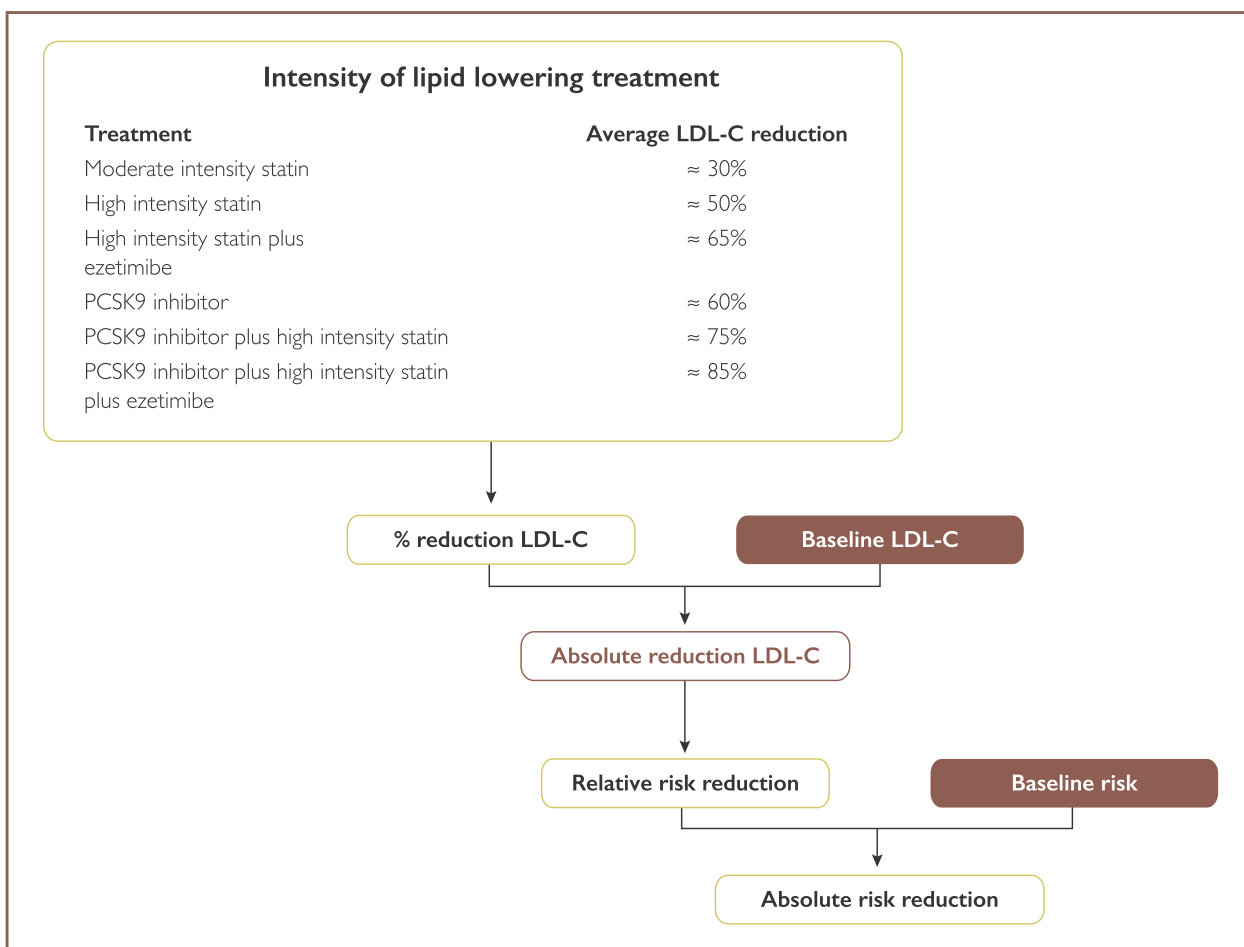 Intensity of lipid lowering treatment
Treatment Average LDL-C reduction
Moderate intensity statin ≈ 30%
High intensity statin ≈ 50%
High intensity statin plus ≈ 65%
ezetimibe
PCSK9 inhibitor ≈ 60%
PCSK9 inhibitor plus high intensity statin ≈ 75%
PCSK9 inhibitor plus high intensity statin ≈ 85%
plus ezetimibe
% reduction LDL-C
Baseline LDL-C
Absolute reduction LDL-C
Relative risk reduction
Baseline risk
Absolute risk reduction